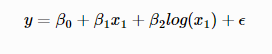 y = β₀ + β₁x₁ + β₂log(x₁) + ϵ